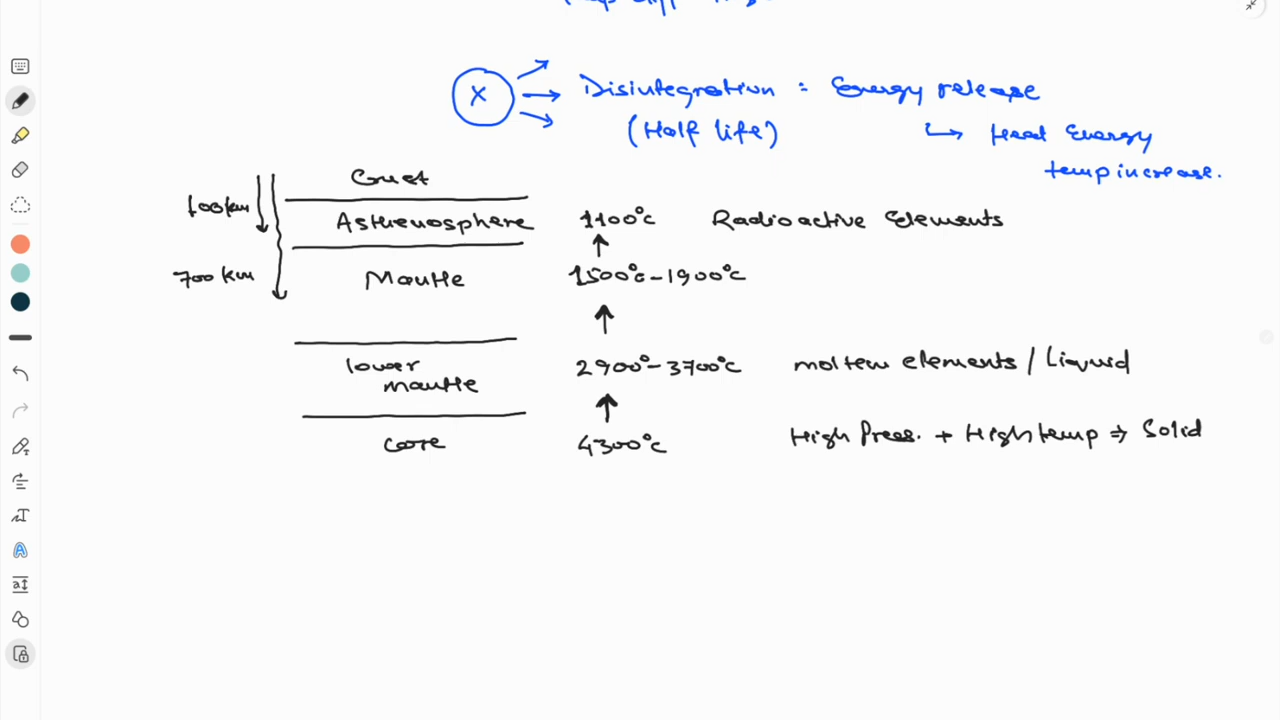 X Disintegration : Energy release
(Half life) ↳ Heat Energy
temp increase.
Crust
100km Asthenosphere 1100°c Radioactive Elements
700 km Mantle 1500°c - 1900°c
lower mantle 2900° - 3700°c molten elements / Liquid
Core 4300°c High Press. + High temp ⇒ Solid